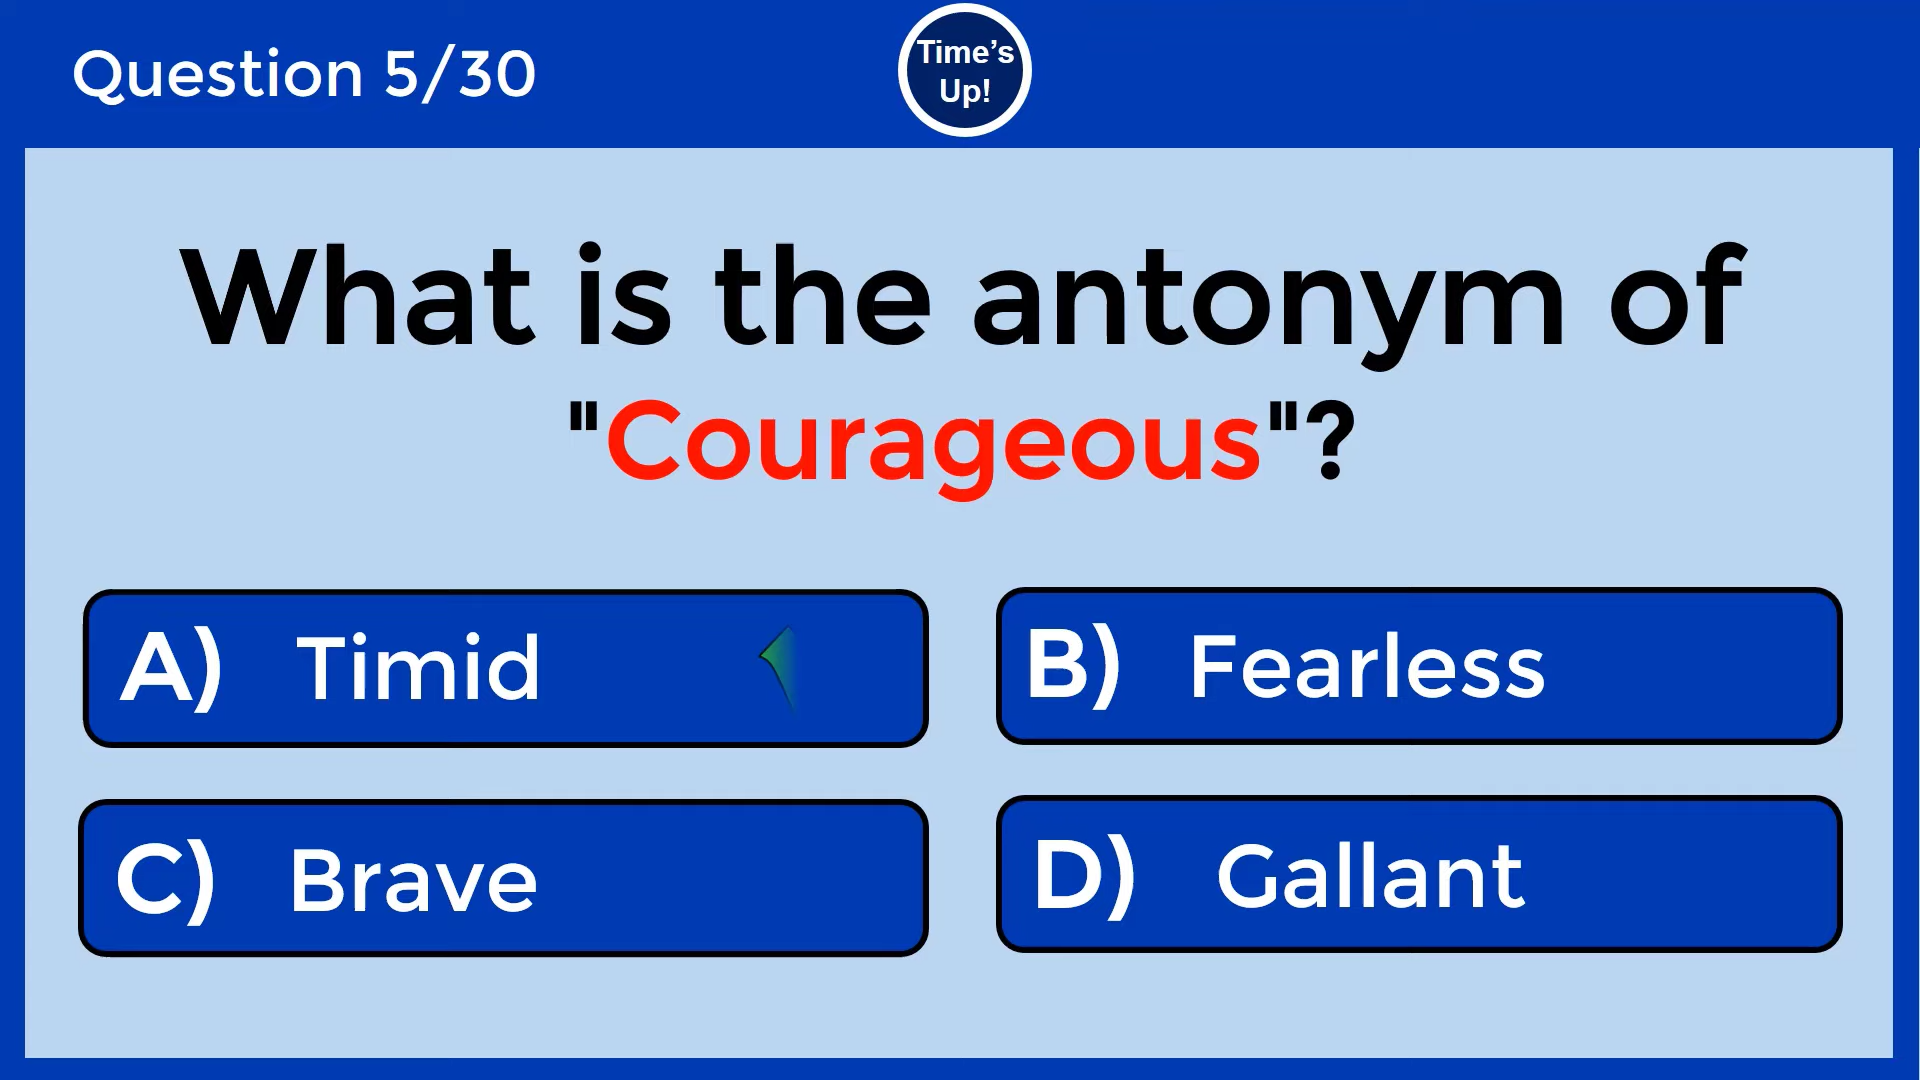 Question 5/30
Time’s
Up!
What is the antonym of
"Courageous"?
A) Timid
B) Fearless
C) Brave
D) Gallant